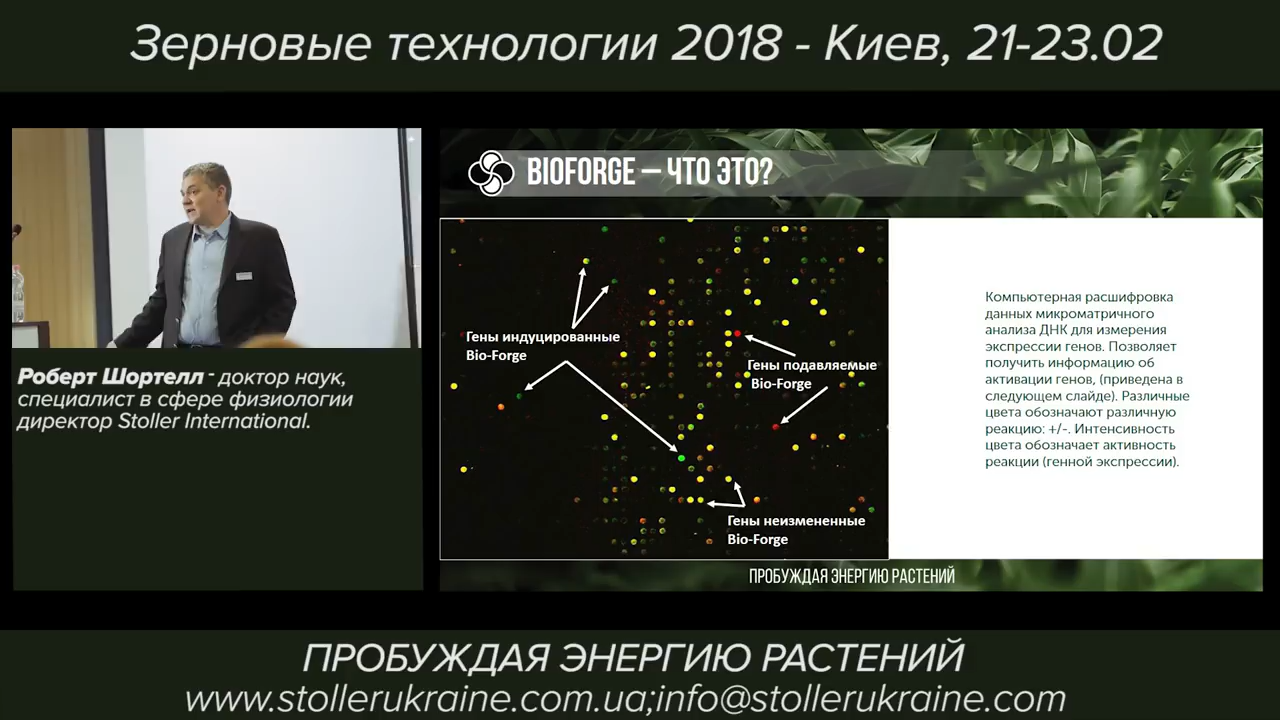 Зерновые технологии 2018 - Киев, 21-23.02
BIOFORGE – ЧТО ЭТО?
Гены индуцированные
Bio-Forge
Гены подавляемые
Bio-Forge
Гены неизмененные
Bio-Forge
Компьютерная расшифровка
данных микроматричного
анализа ДНК для измерения
экспрессии генов. Позволяет
получить информацию об
активации генов, (приведена в
следующем слайде). Различные
цвета обозначают различную
реакцию: +/-. Интенсивность
цвета обозначает активность
реакции (генной экспрессии).
ПРОБУЖДАЯ ЭНЕРГИЮ РАСТЕНИЙ
Роберт Шортелл - доктор наук,
специалист в сфере физиологии
директор Stoller International.
ПРОБУЖДАЯ ЭНЕРГИЮ РАСТЕНИЙ
www.stollerukraine.com.ua;info@stollerukraine.com